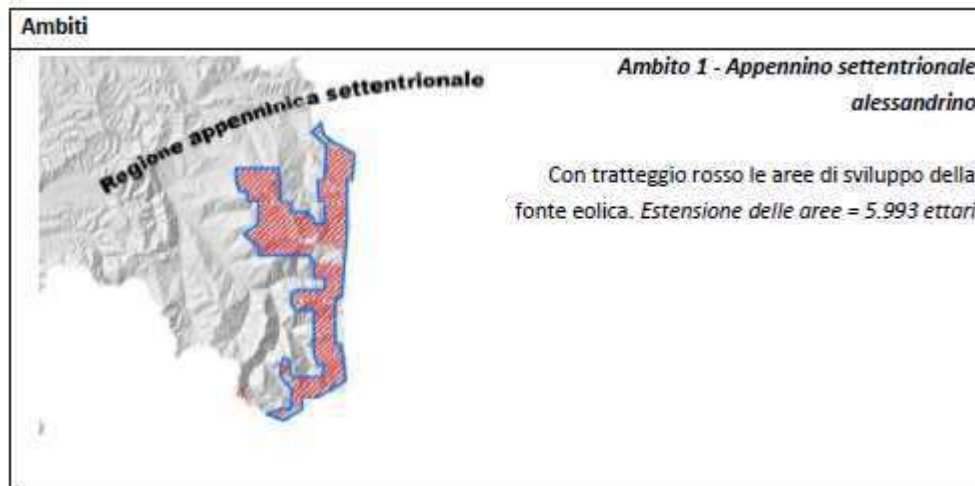 Ambiti
Regione appenninica settentrionale
Ambito 1 - Appennino settentrionale
alessandrino
Con tratteggio rosso le aree di sviluppo della
fonte eolica. Estensione delle aree = 5.993 ettari